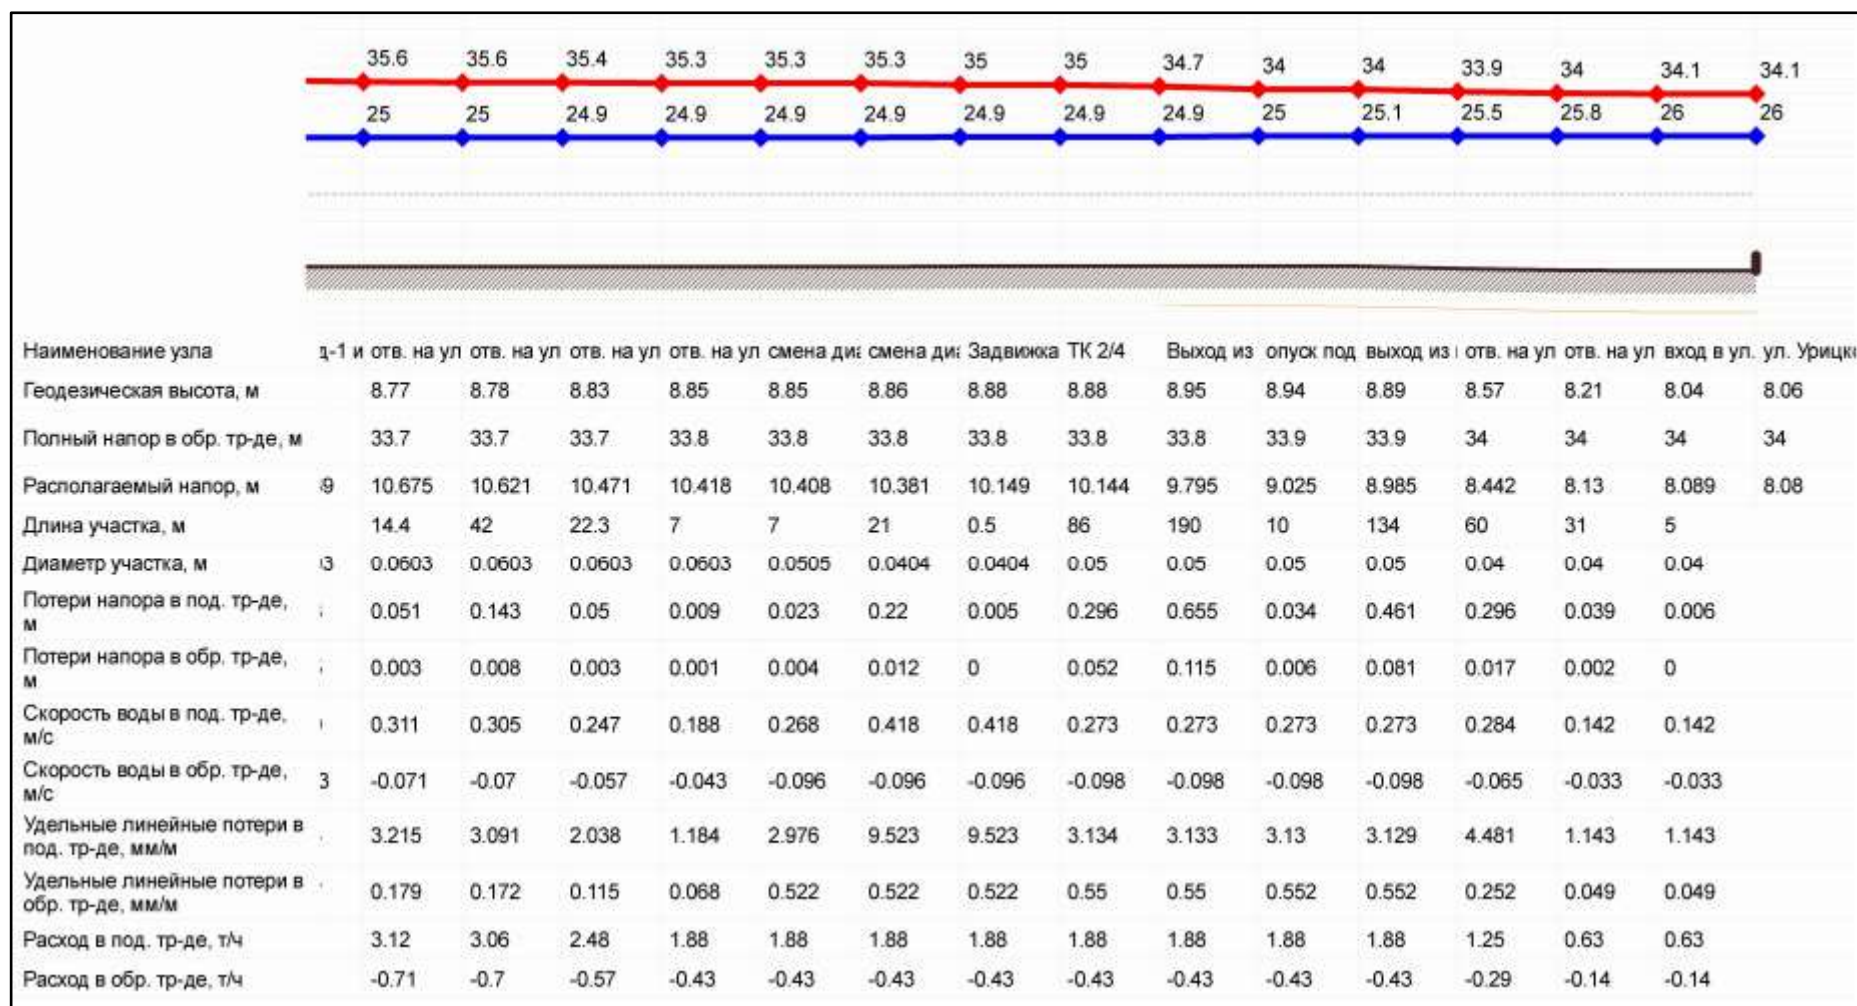 35.6 35.6 35.4 35.3 35.3 35.3 35 35 34.7 34 34 33.9 34 34.1 34.1
25 25 24.9 24.9 24.9 24.9 24.9 24.9 24.9 25 25.1 25.5 25.8 26 26
Наименование узла д-1 и отв. на ул отв. на ул отв. на ул отв. на ул смена диа смена диа Задвижка ТК 2/4 Выход из опуск под выход из отв. на ул отв. на ул вход в ул. ул. Урицко
Геодезическая высота, м 8.77 8.78 8.83 8.85 8.85 8.86 8.88 8.88 8.95 8.94 8.89 8.57 8.21 8.04 8.06
Полный напор в обр. тр-де, м 33.7 33.7 33.7 33.8 33.8 33.8 33.8 33.8 33.8 33.9 33.9 34 34 34 34
Располагаемый напор, м 9 10.675 10.621 10.471 10.418 10.408 10.381 10.149 10.144 9.795 9.025 8.985 8.442 8.13 8.089 8.08
Длина участка, м 14.4 42 22.3 7 7 21 0.5 86 190 10 134 60 31 5
Диаметр участка, м 3 0.0603 0.0603 0.0603 0.0603 0.0505 0.0404 0.0404 0.05 0.05 0.05 0.05 0.04 0.04 0.04
Потери напора в под. тр-де,
м 0.051 0.143 0.05 0.009 0.023 0.22 0.005 0.296 0.655 0.034 0.461 0.296 0.039 0.006
Потери напора в обр. тр-де,
м 0.003 0.008 0.003 0.001 0.004 0.012 0 0.052 0.115 0.006 0.081 0.017 0.002 0
Скорость воды в под. тр-де,
м/с 0.311 0.305 0.247 0.188 0.268 0.418 0.418 0.273 0.273 0.273 0.273 0.284 0.142 0.142
Скорость воды в обр. тр-де,
м/с 3 -0.071 -0.07 -0.057 -0.043 -0.096 -0.096 -0.096 -0.098 -0.098 -0.098 -0.098 -0.065 -0.033 -0.033
Удельные линейные потери в
под. тр-де, мм/м 3.215 3.091 2.038 1.184 2.976 9.523 9.523 3.134 3.133 3.13 3.129 4.481 1.143 1.143
Удельные линейные потери в
обр. тр-де, мм/м 0.179 0.172 0.115 0.068 0.522 0.522 0.522 0.55 0.55 0.552 0.552 0.252 0.049 0.049
Расход в под. тр-де, т/ч 3.12 3.06 2.48 1.88 1.88 1.88 1.88 1.88 1.88 1.88 1.88 1.25 0.63 0.63
Расход в обр. тр-де, т/ч -0.71 -0.7 -0.57 -0.43 -0.43 -0.43 -0.43 -0.43 -0.43 -0.43 -0.43 -0.29 -0.14 -0.14